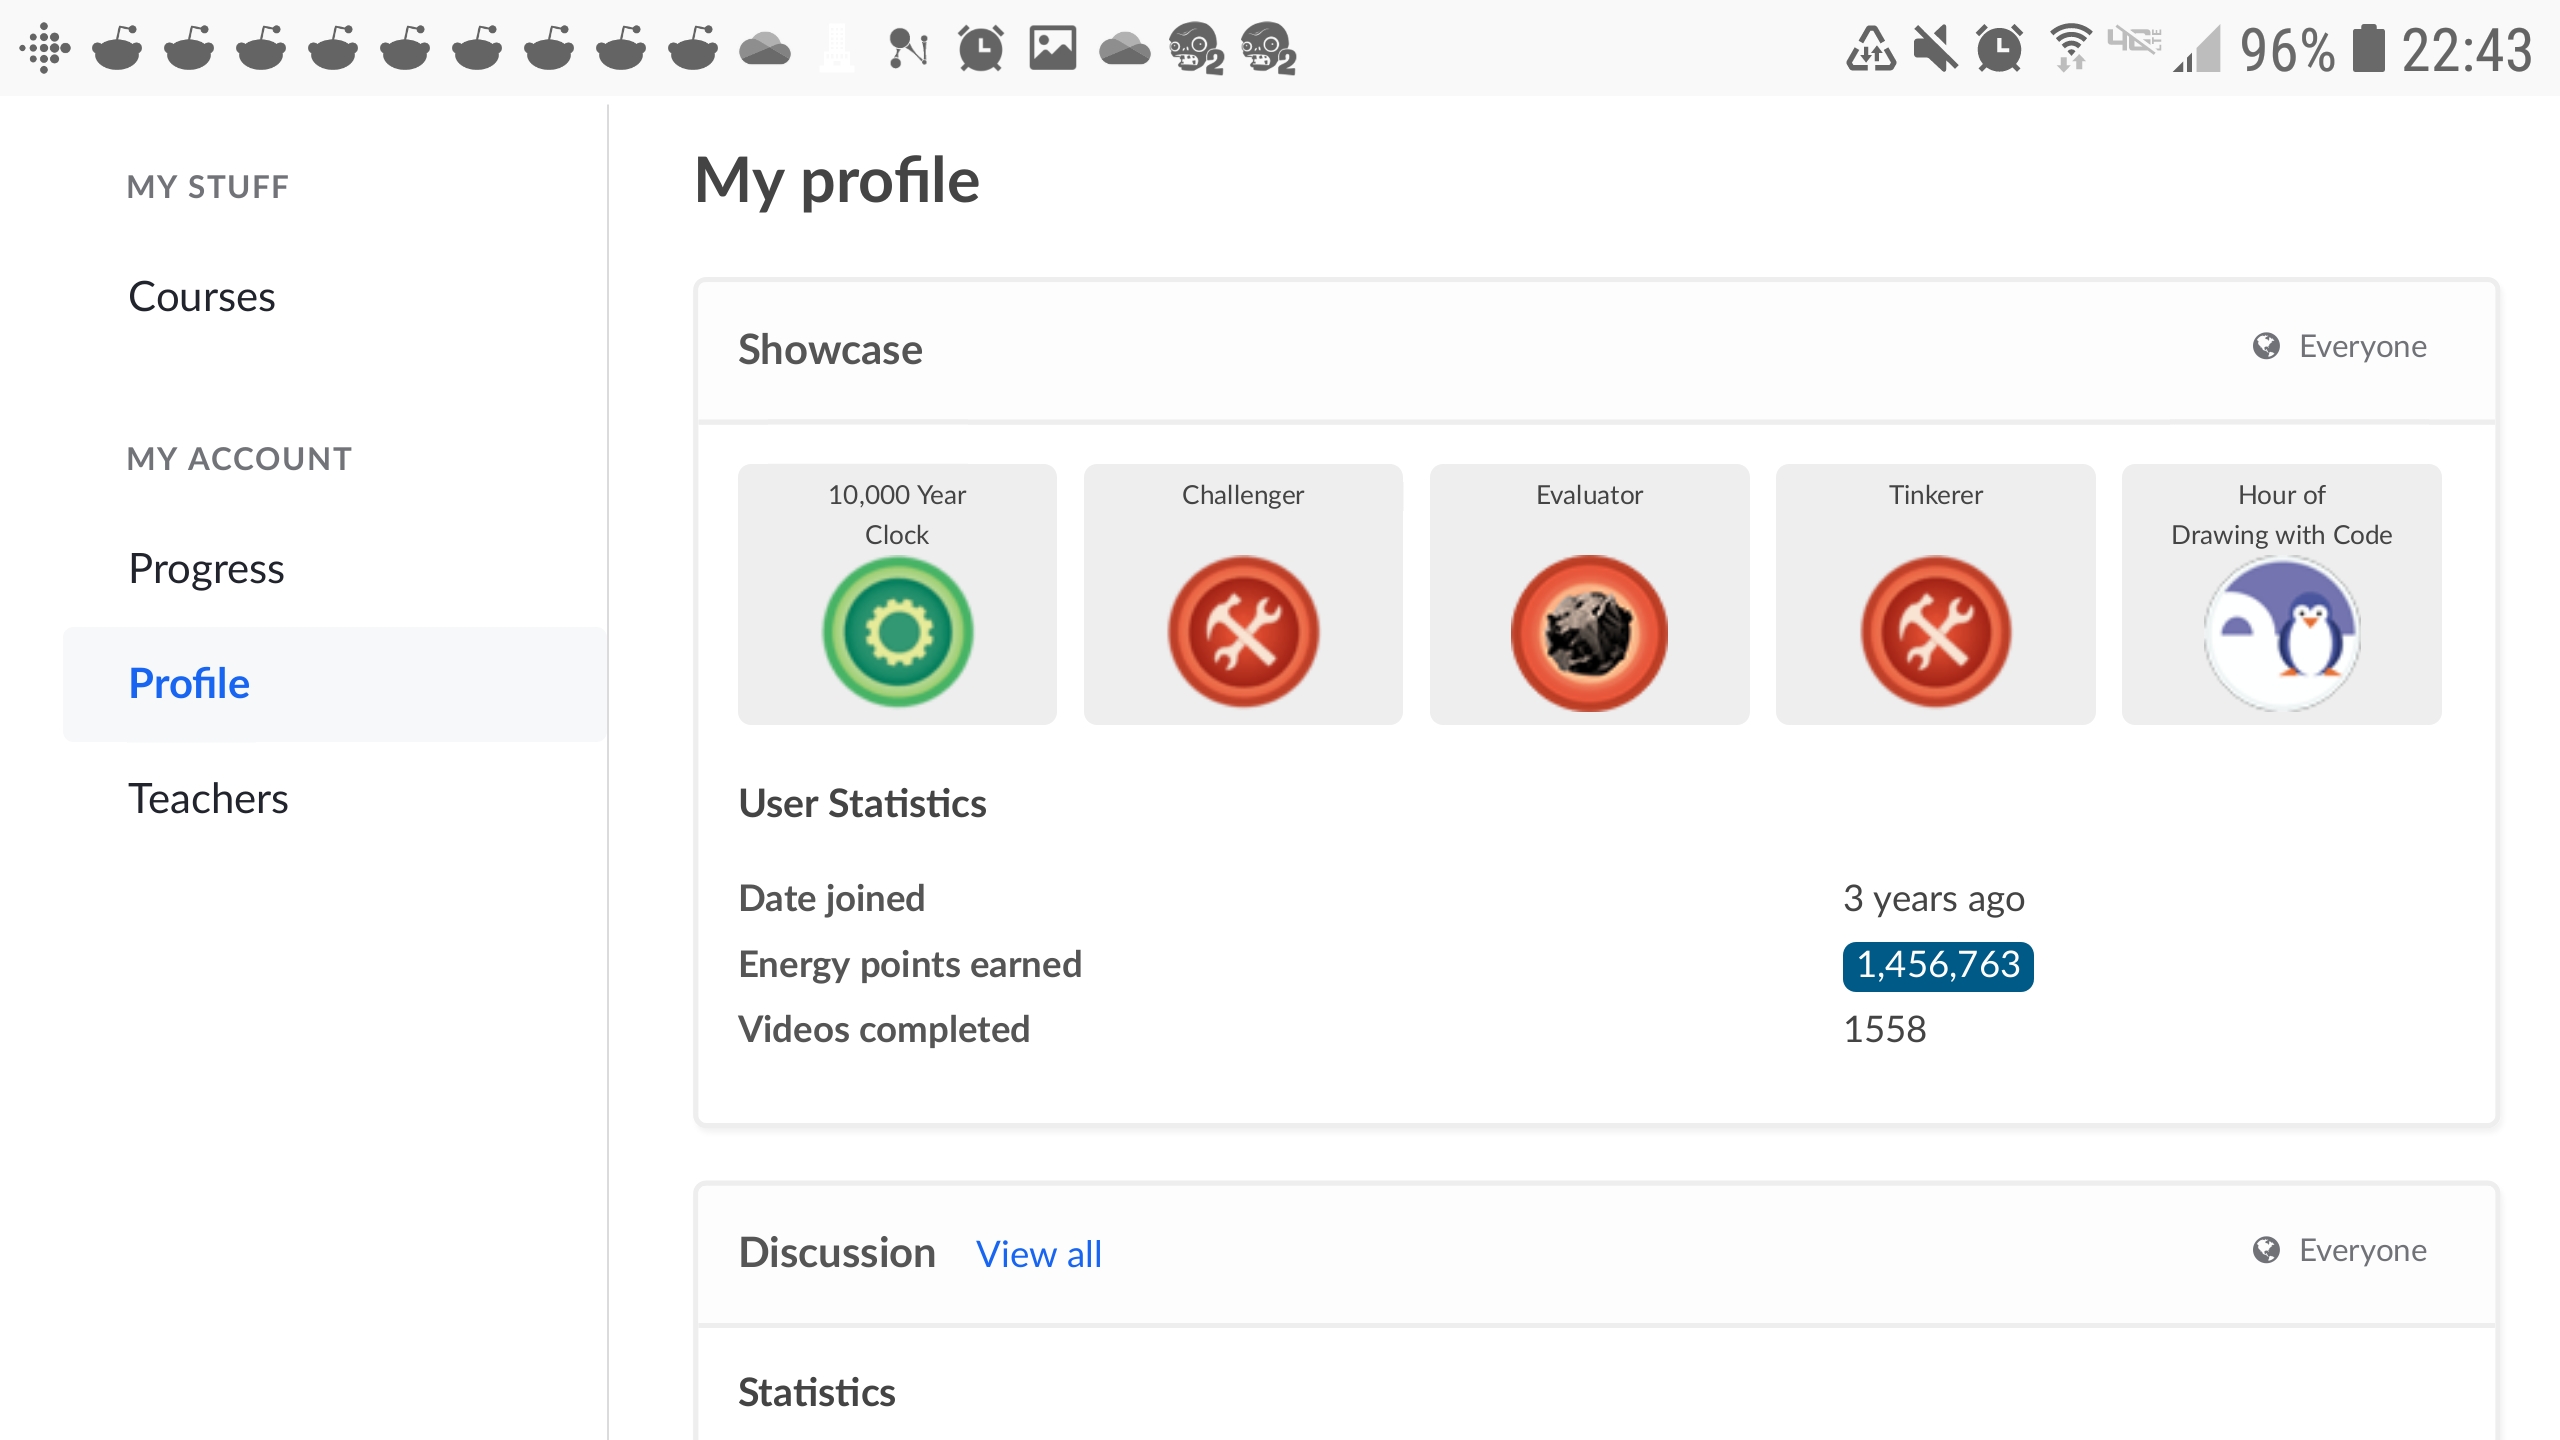 96% 22:43
MY STUFF
Courses
MY ACCOUNT
Progress
Profile
Teachers
My profile
Showcase
Everyone
10,000 Year
Clock
Challenger
Evaluator
Tinkerer
Hour of
Drawing with Code
User Statistics
Date joined 3 years ago
Energy points earned 1,456,763
Videos completed 1558
Discussion View all
Everyone
Statistics